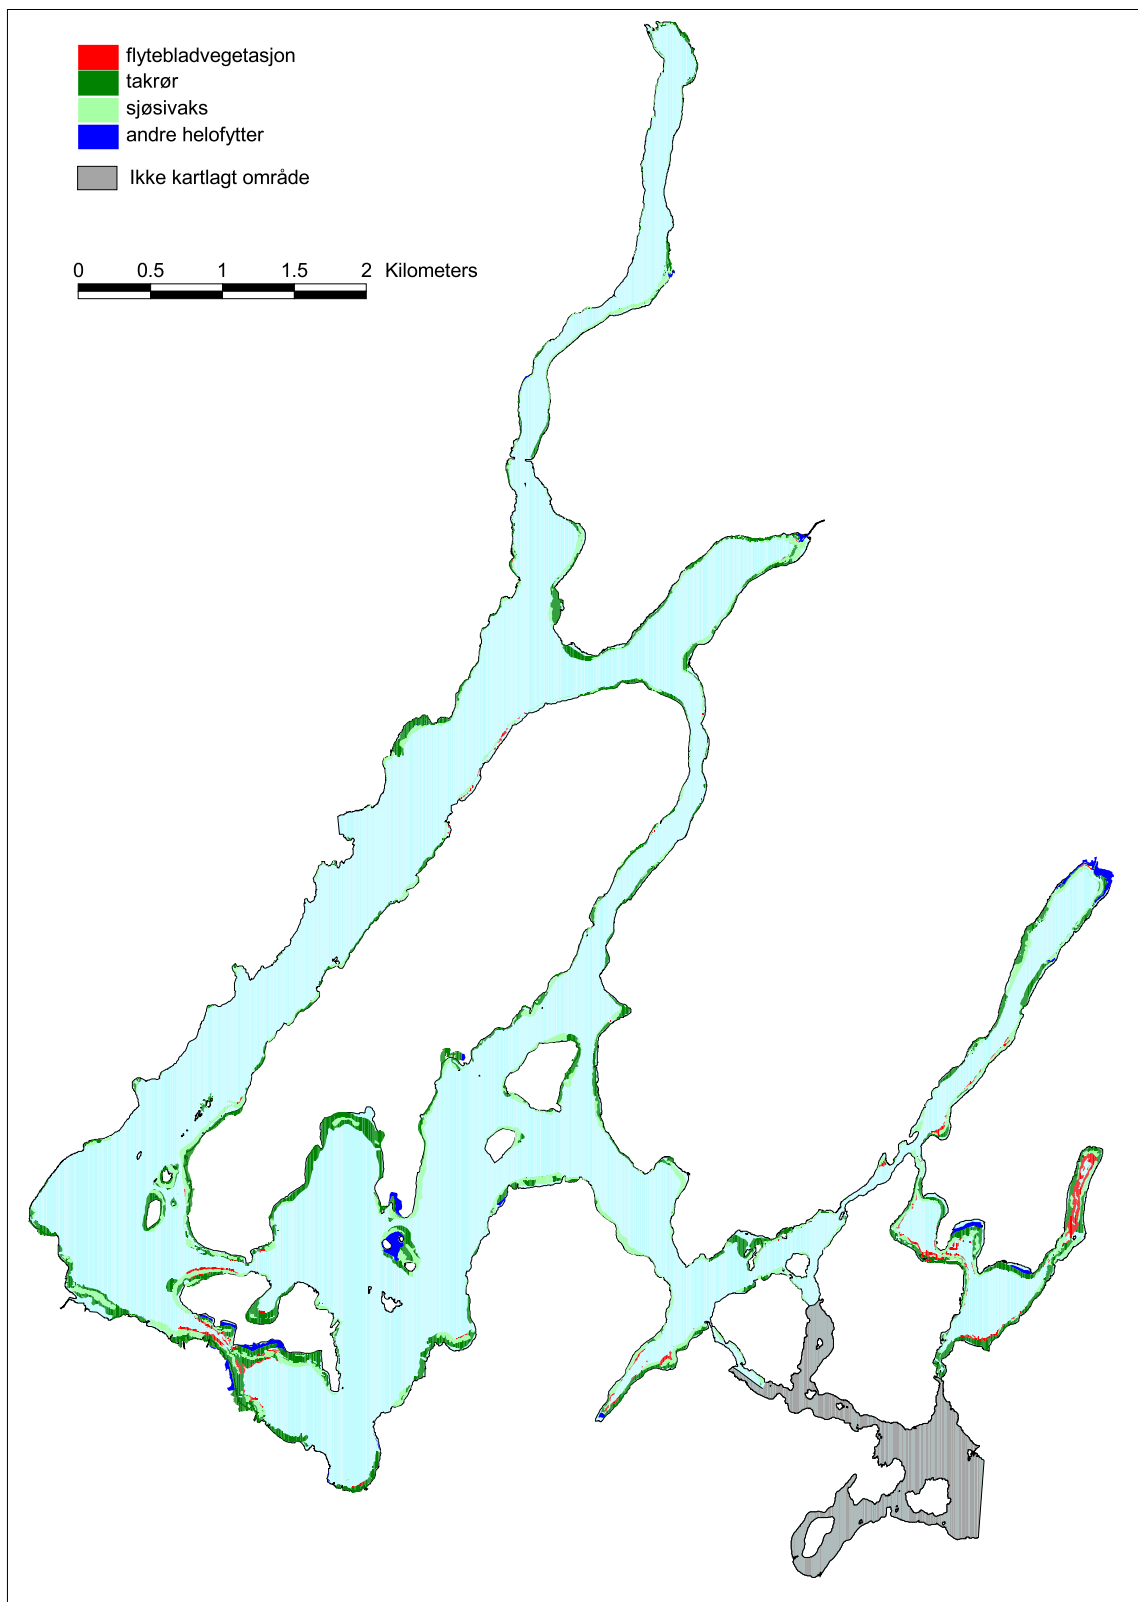 flytebladvegetasjon
takrør
sjøsivaks
andre helofytter
Ikke kartlagt område
0 0.5 1 1.5 2 Kilometers